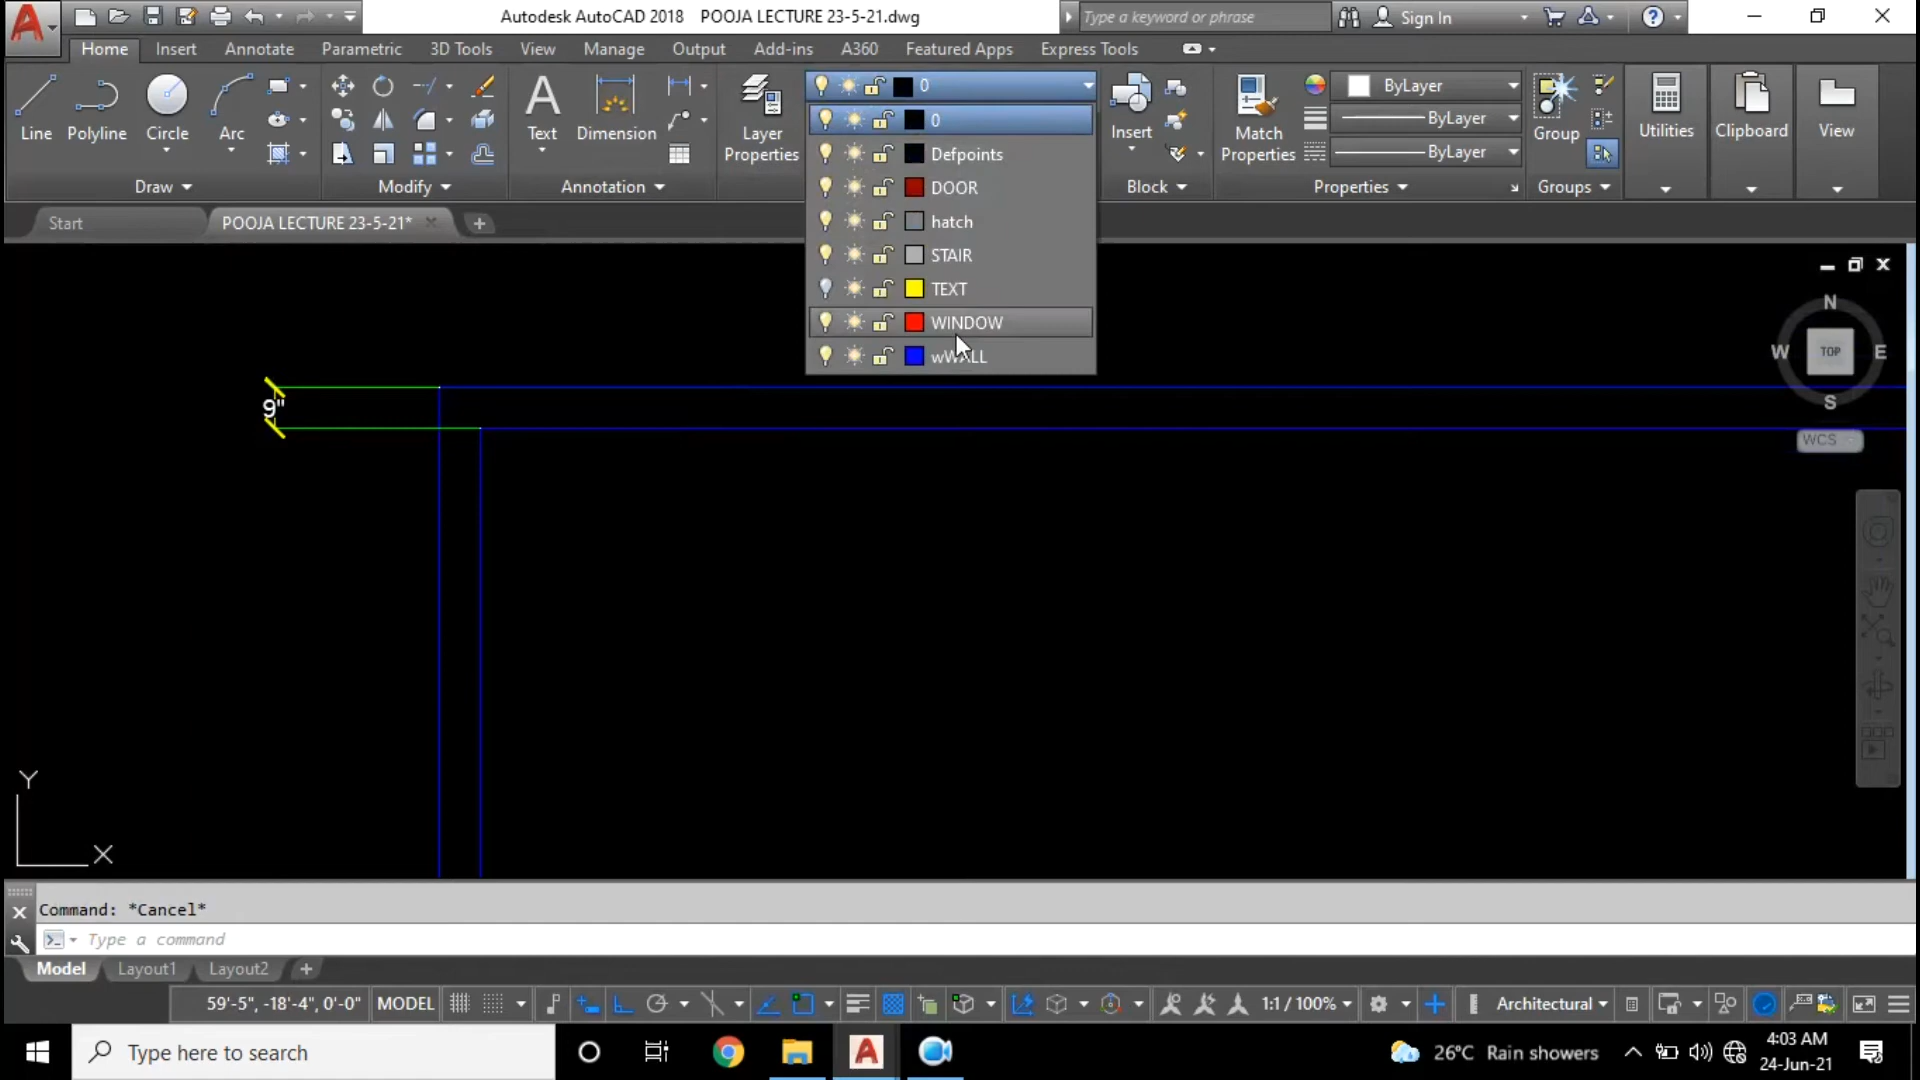 Autodesk AutoCAD 2018 POOJA LECTURE 23-5-21.dwg
Type a keyword or phrase
Sign In
Home Insert Annotate Parametric 3D Tools View Manage Output Add-ins A360 Featured Apps Express Tools
Line Polyline Circle Arc
Text Dimension
Layer Properties
0
Insert
Match Properties
ByLayer
ByLayer
ByLayer
Group Utilities Clipboard View
Draw Modify Annotation Block Properties Groups
0
Defpoints
DOOR
hatch
STAIR
TEXT
WINDOW
wWALL
Start POOJA LECTURE 23-5-21*
N
W TOP E
S
WCS
9"
Y
X
Command: *Cancel*
Type a command
Model Layout1 Layout2
59'-5", -18'-4", 0'-0" MODEL 1:1 / 100% Architectural
Type here to search
26°C Rain showers
4:03 AM
24-Jun-21